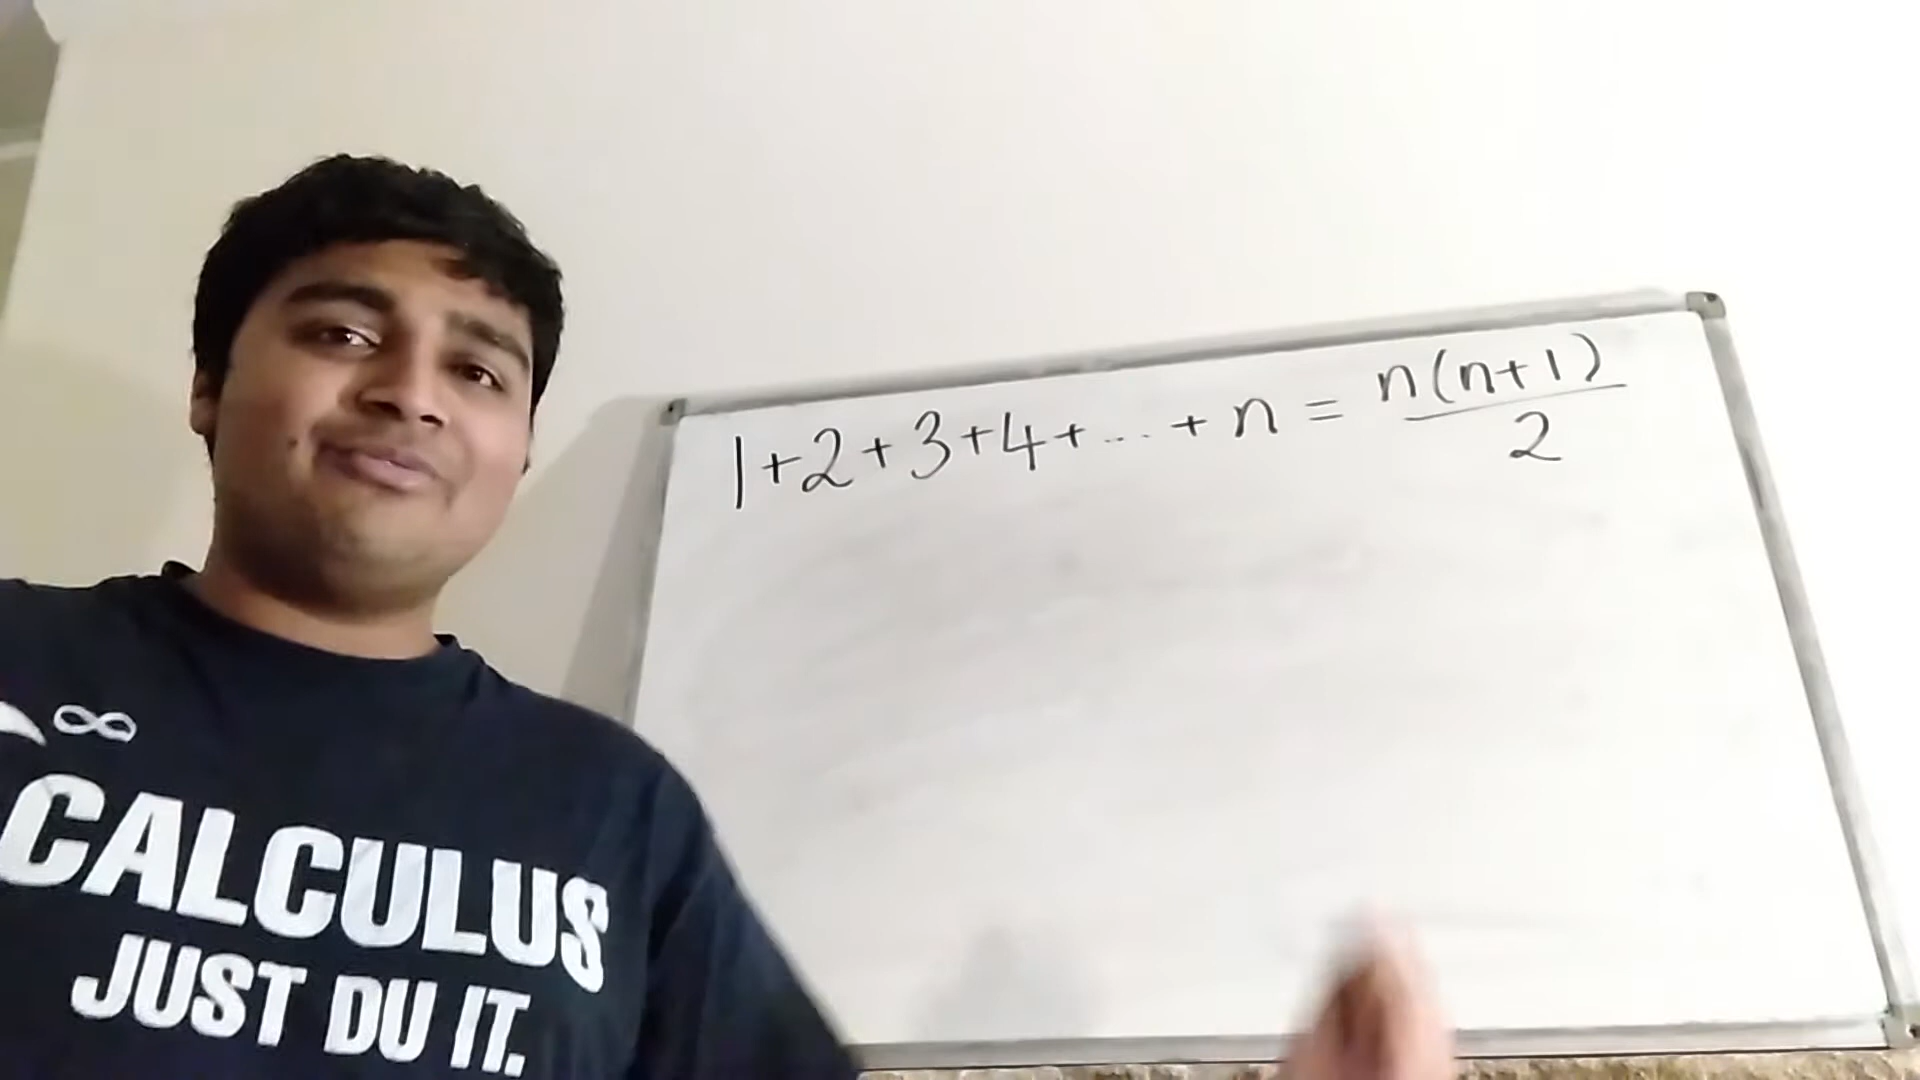 1+2+3+4+...+n = n(n+1)/2
∞
CALCULUS
JUST DU IT.